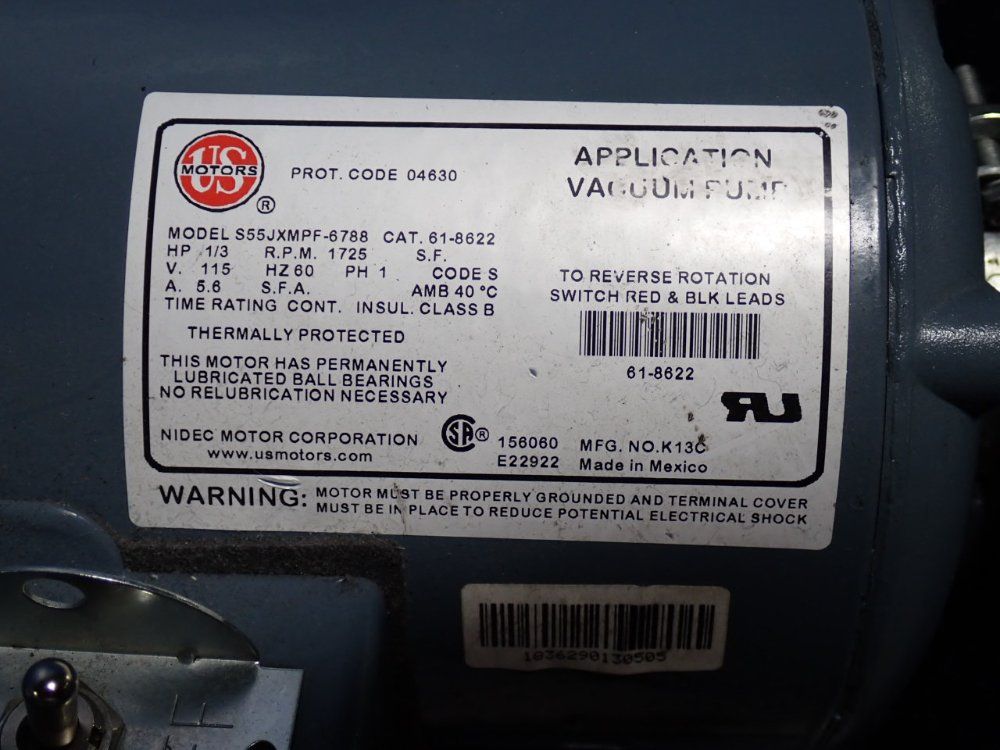 US
MOTORS
®
PROT. CODE 04630
APPLICATION
VACUUM PUMP
MODEL S55JXMPF-6788 CAT. 61-8622
HP 1/3 R.P.M. 1725 S.F.
V. 115 HZ 60 PH 1 CODE S
A. 5.6 S.F.A. AMB 40 °C
TIME RATING CONT. INSUL. CLASS B
THERMALLY PROTECTED
THIS MOTOR HAS PERMANENTLY
LUBRICATED BALL BEARINGS
NO RELUBRICATION NECESSARY
TO REVERSE ROTATION
SWITCH RED & BLK LEADS
61-8622
RU
NIDEC MOTOR CORPORATION
www.usmotors.com
SA ®
156060
E22922
MFG. NO.K13C
Made in Mexico
WARNING: MOTOR MUST BE PROPERLY GROUNDED AND TERMINAL COVER
MUST BE IN PLACE TO REDUCE POTENTIAL ELECTRICAL SHOCK
1836290130505